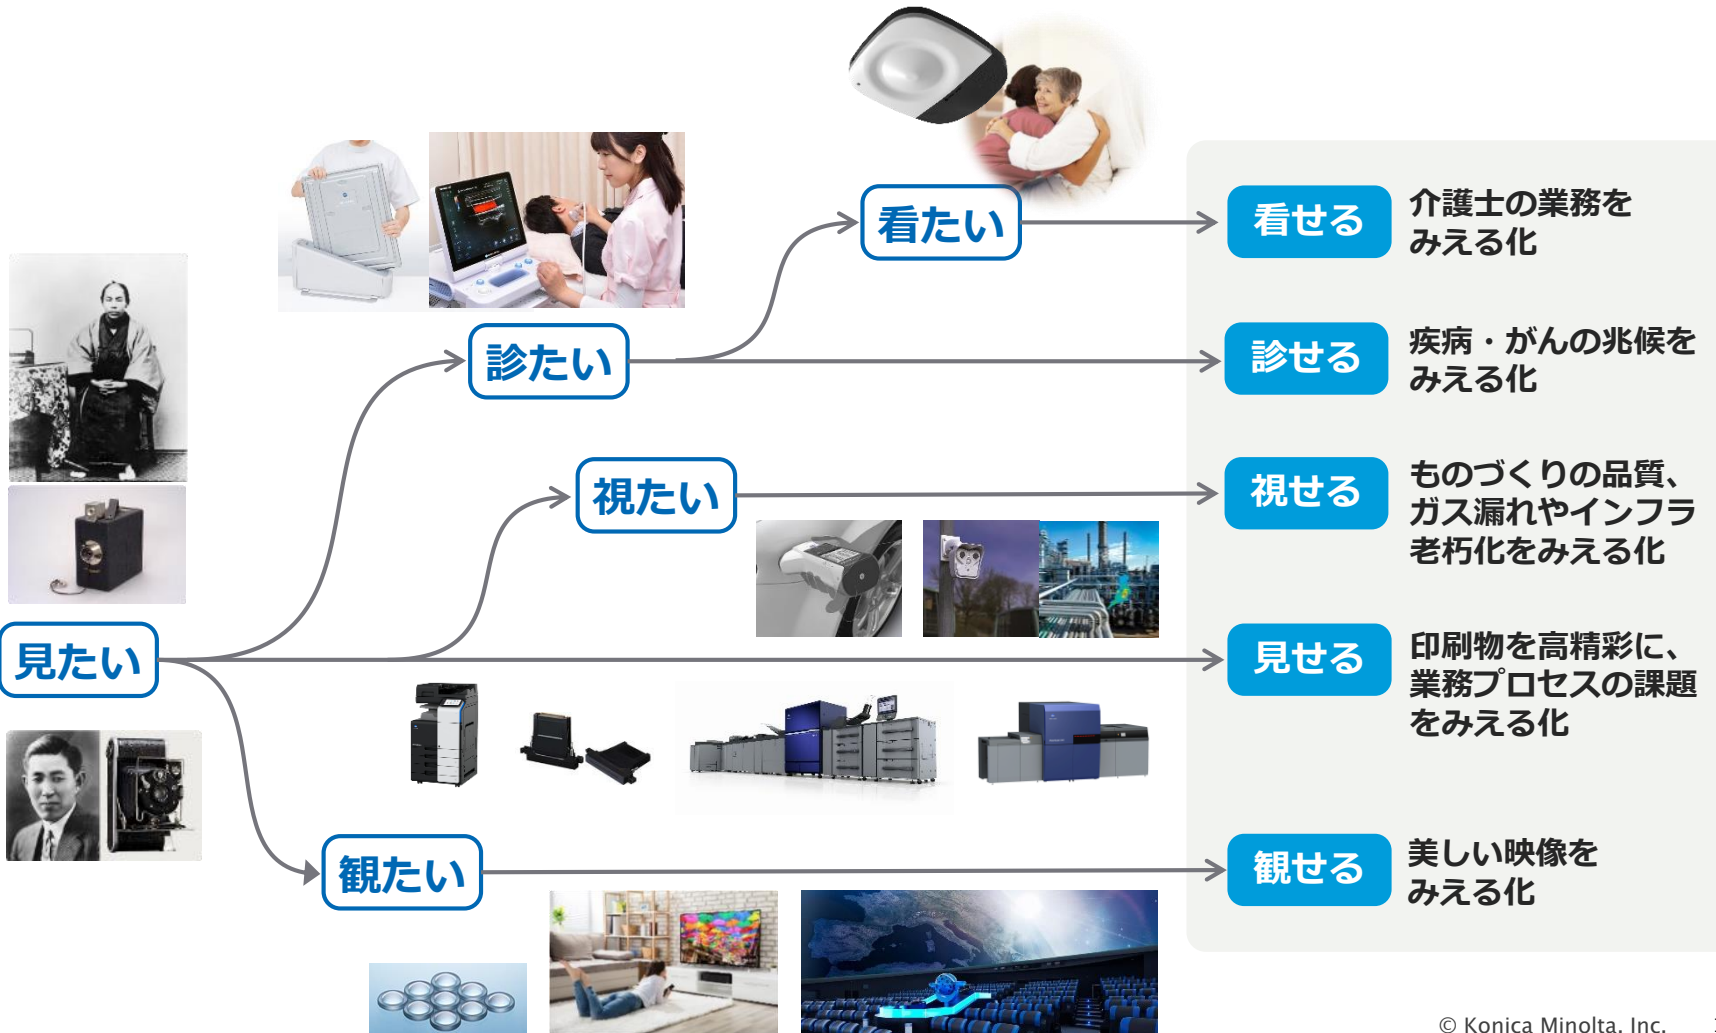 看たい
看せる
介護士の業務を
みえる化
診たい
診せる
疾病・がんの兆候を
みえる化
視たい
視せる
ものづくりの品質、
ガス漏れやインフラ
老朽化をみえる化
見たい
見せる
印刷物を高精彩に、
業務プロセスの課題
をみえる化
観たい
観せる
美しい映像を
みえる化
© Konica Minolta, Inc.